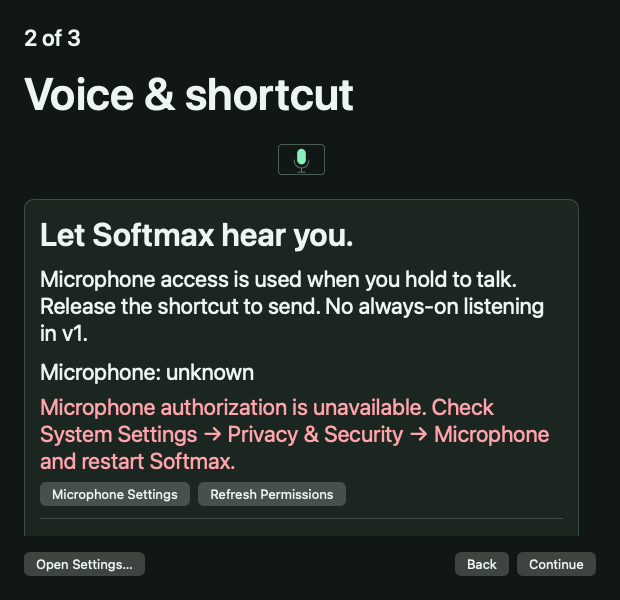 2 of 3
Voice & shortcut
Let Softmax hear you.
Microphone access is used when you hold to talk.
Release the shortcut to send. No always-on listening
in v1.
Microphone: unknown
Microphone authorization is unavailable. Check
System Settings → Privacy & Security → Microphone
and restart Softmax.
Microphone Settings
Refresh Permissions
Open Settings...
Back
Continue